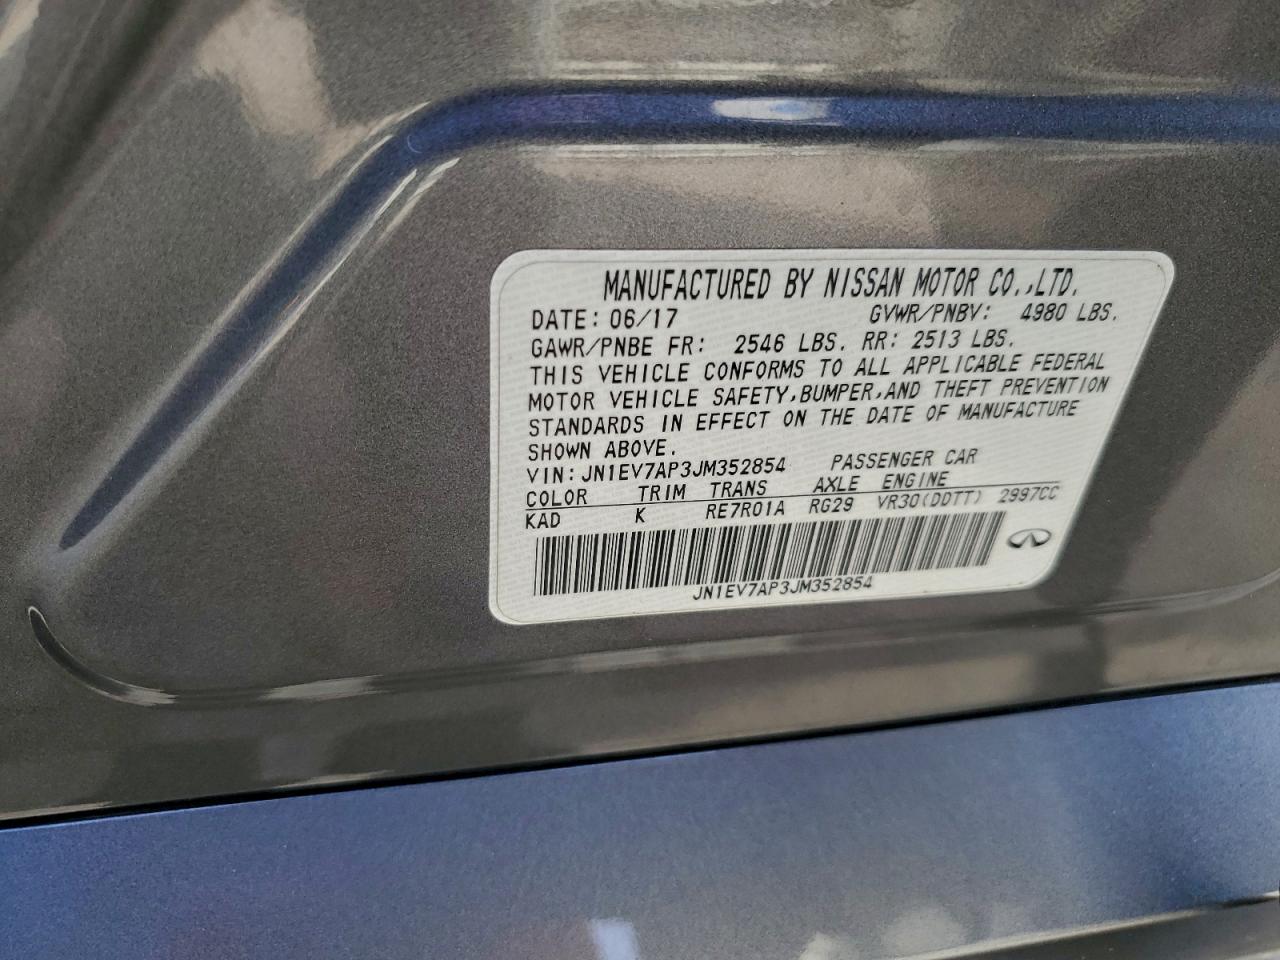 MANUFACTURED BY NISSAN MOTOR CO.,LTD.
DATE: 06/17 GVWR/PNBV: 4980 LBS.
GAWR/PNBE FR: 2546 LBS. RR: 2513 LBS.
THIS VEHICLE CONFORMS TO ALL APPLICABLE FEDERAL
MOTOR VEHICLE SAFETY,BUMPER,AND THEFT PREVENTION
STANDARDS IN EFFECT ON THE DATE OF MANUFACTURE
SHOWN ABOVE.
VIN:JN1EV7AP3JM352854 PASSENGER CAR
COLOR TRIM TRANS AXLE ENGINE
KAD K RE7R01A RG29 VR30(DDTT) 2997CC
JN1EV7AP3JM352854